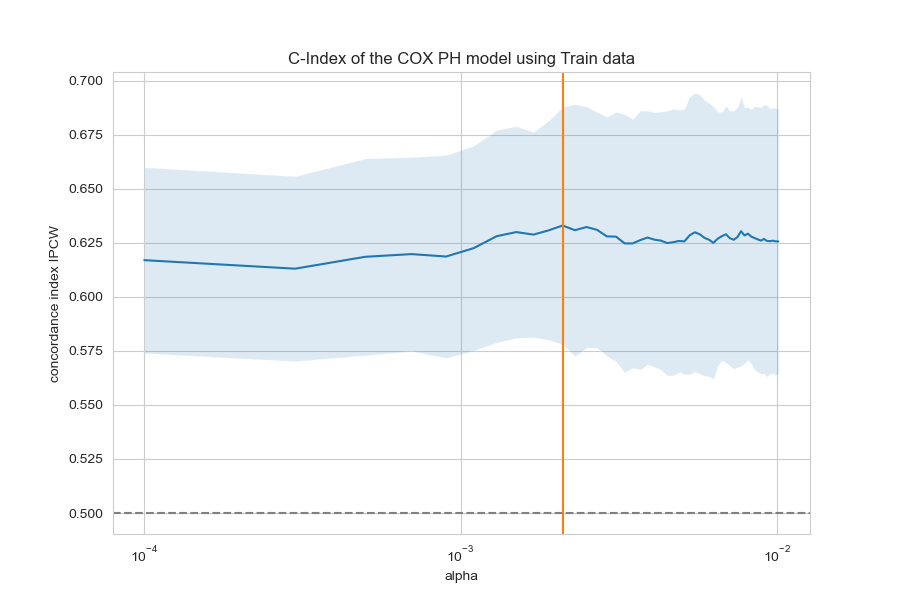 C-Index of the COX PH model using Train data
0.700
0.675
0.650
0.625
0.600
0.575
0.550
0.525
0.500
concordance index IPCW
10⁻⁴ 10⁻³ 10⁻²
alpha